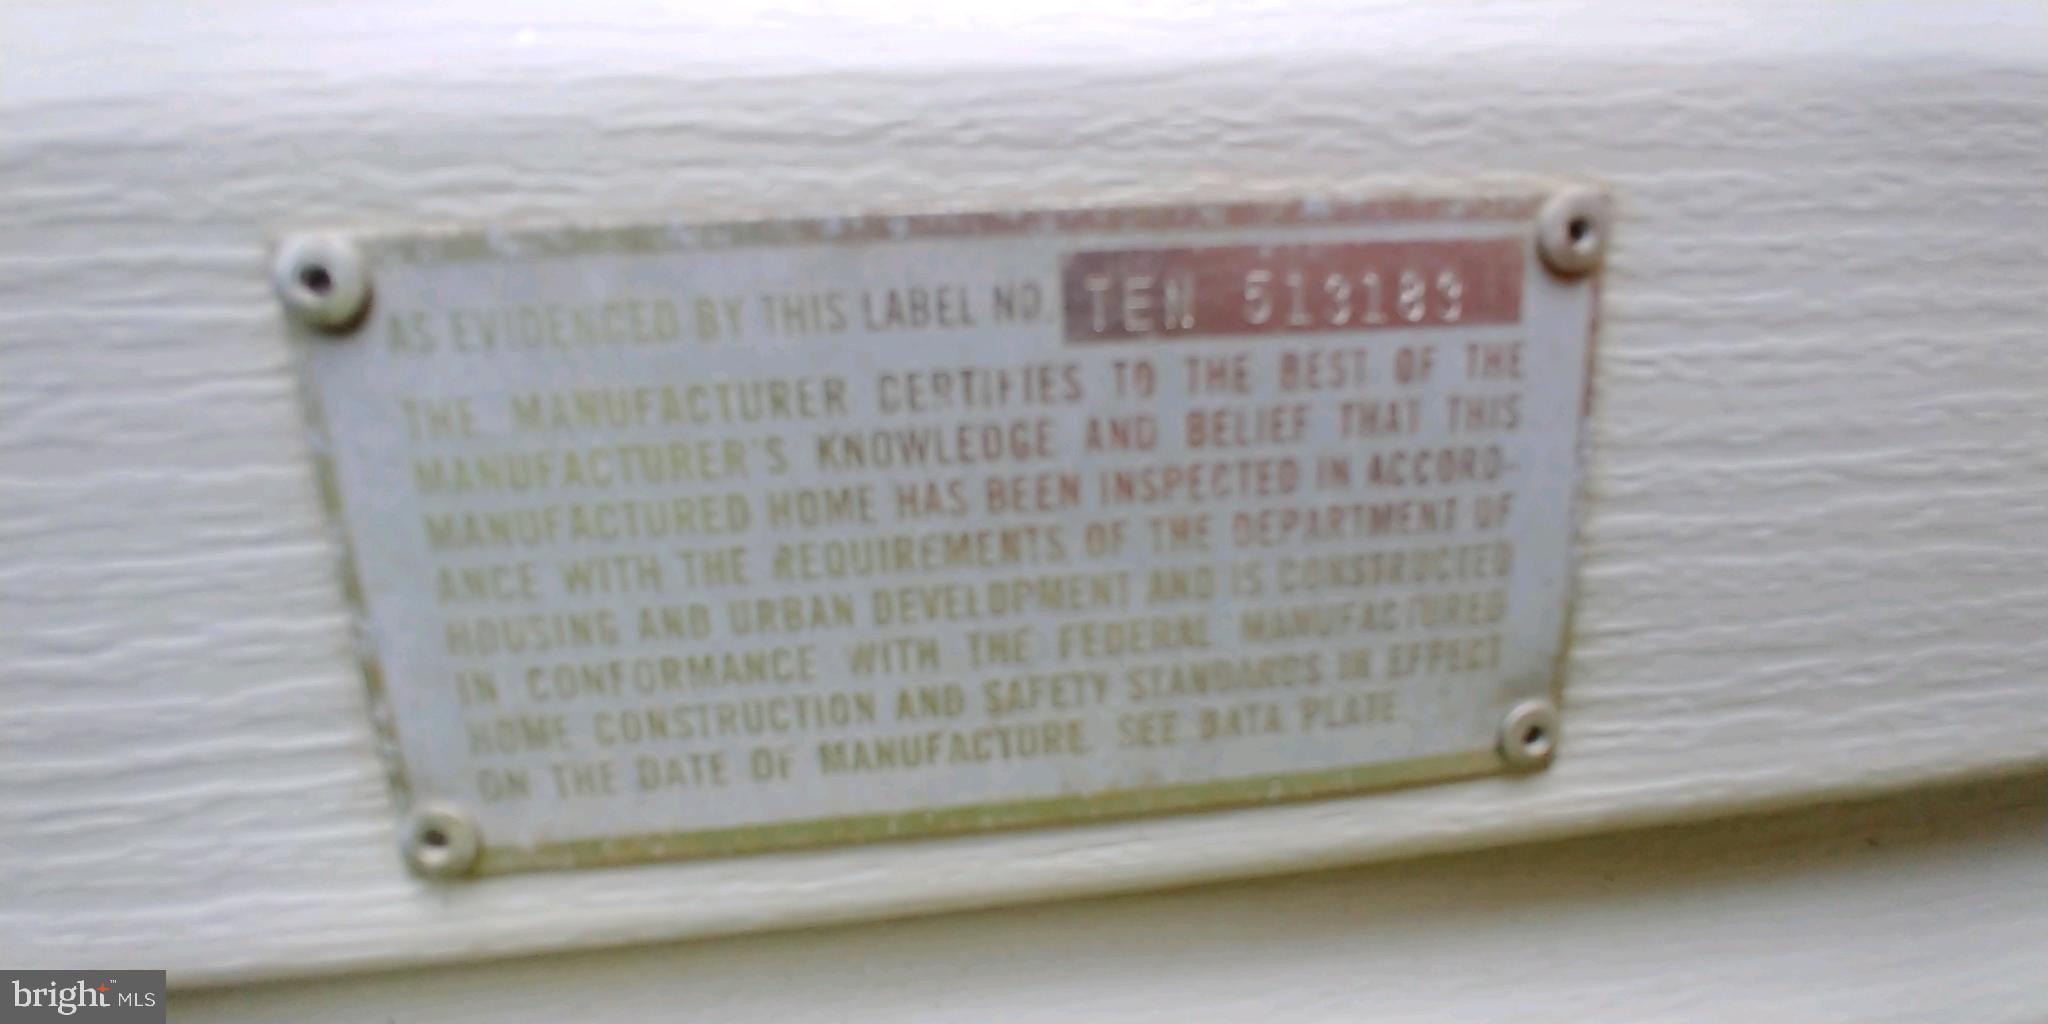 AS EVIDENCED BY THIS LABEL NO. TEN 513183
THE MANUFACTURER CERTIFIES TO THE BEST OF THE
MANUFACTURER'S KNOWLEDGE AND BELIEF THAT THIS
MANUFACTURED HOME HAS BEEN INSPECTED IN ACCORD-
ANCE WITH THE REQUIREMENTS OF THE DEPARTMENT OF
HOUSING AND URBAN DEVELOPMENT AND IS CONSTRUCTED
IN CONFORMANCE WITH THE FEDERAL MANUFACTURED
HOME CONSTRUCTION AND SAFETY STANDARDS IN EFFECT
ON THE DATE OF MANUFACTURE. SEE DATA PLATE
bright™ MLS